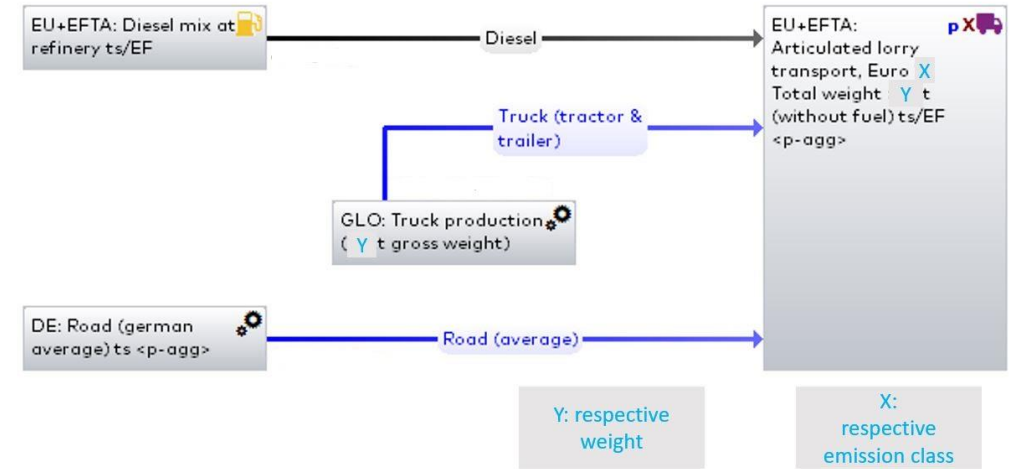 EU+EFTA: Diesel mix at
refinery ts/EF
Diesel
EU+EFTA:
pX
Articulated lorry
transport, Euro X
Total weight Y t
(without fuel) ts/EF
<p-agg>
Truck (tractor &
trailer)
GLO: Truck production
( Y t gross weight)
DE: Road (german
average) ts <p-agg>
Road (average)
Y: respective
weight
X:
respective
emission class